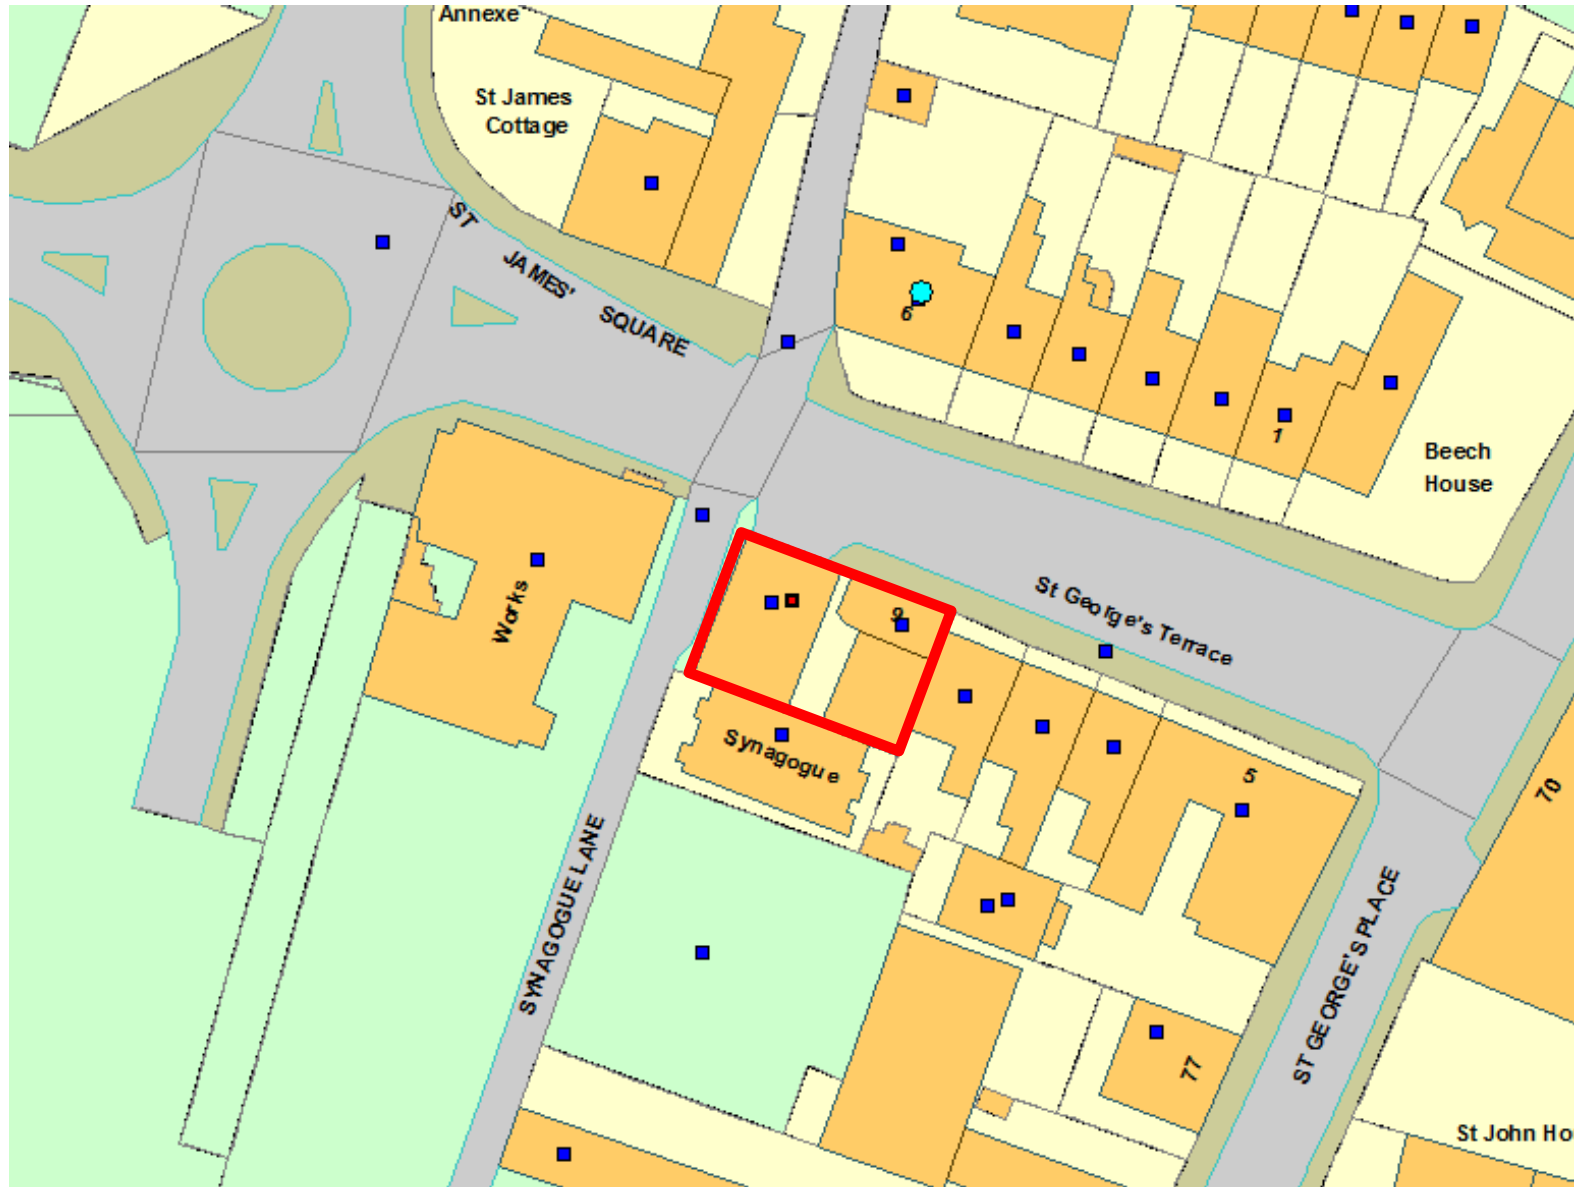 Annexe
St James
Cottage
ST JAMES' SQUARE
6
1
Beech
House
Works
9
St George's Terrace
Synagogue
5
70
SYNAGOGUE LANE
ST GEORGE'S PLACE
77
St John Ho